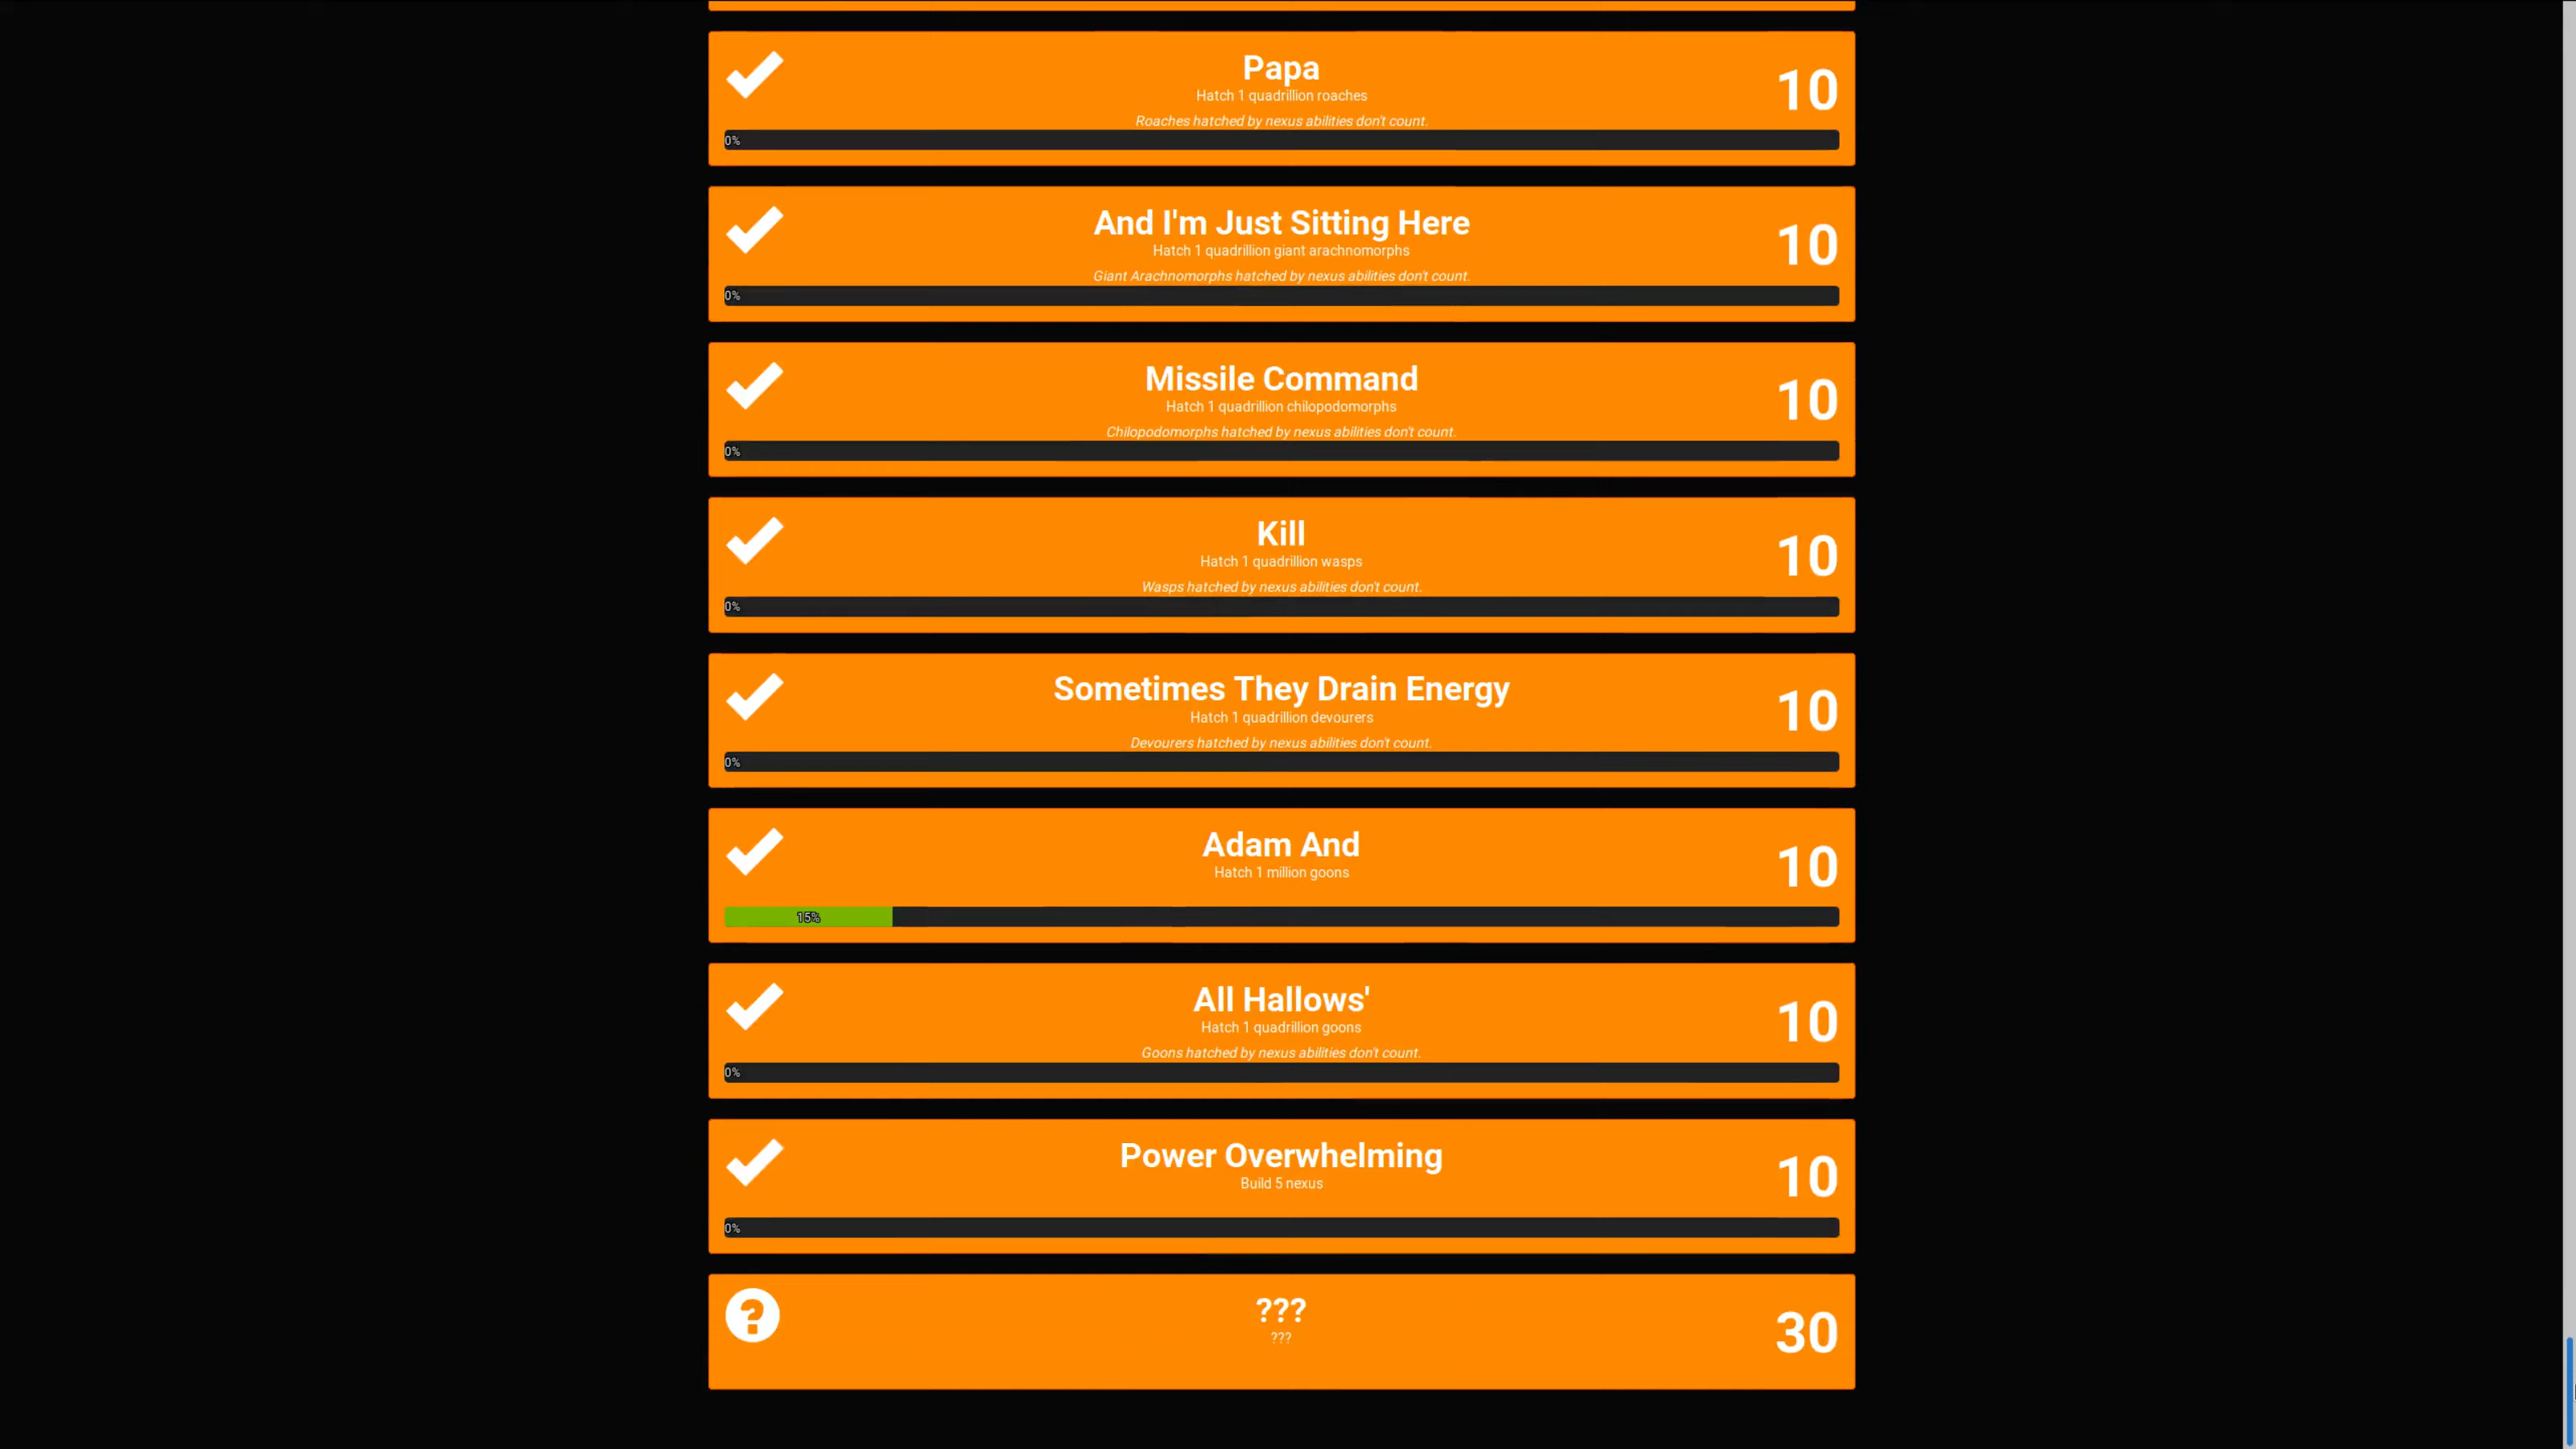 Papa
Hatch 1 quadrillion roaches
10
Roaches hatched by nexus abilities don't count.
0%
And I'm Just Sitting Here
Hatch 1 quadrillion giant arachnomorphs
10
Giant Arachnomorphs hatched by nexus abilities don't count.
0%
Missile Command
Hatch 1 quadrillion chilopodomorphs
10
Chilopodomorphs hatched by nexus abilities don't count.
0%
Kill
Hatch 1 quadrillion wasps
10
Wasps hatched by nexus abilities don't count.
0%
Sometimes They Drain Energy
Hatch 1 quadrillion devourers
10
Devourers hatched by nexus abilities don't count.
0%
Adam And
Hatch 1 million goons
10
15%
All Hallows'
Hatch 1 quadrillion goons
10
Goons hatched by nexus abilities don't count.
0%
Power Overwhelming
Build 5 nexus
10
0%
?
???
???
30